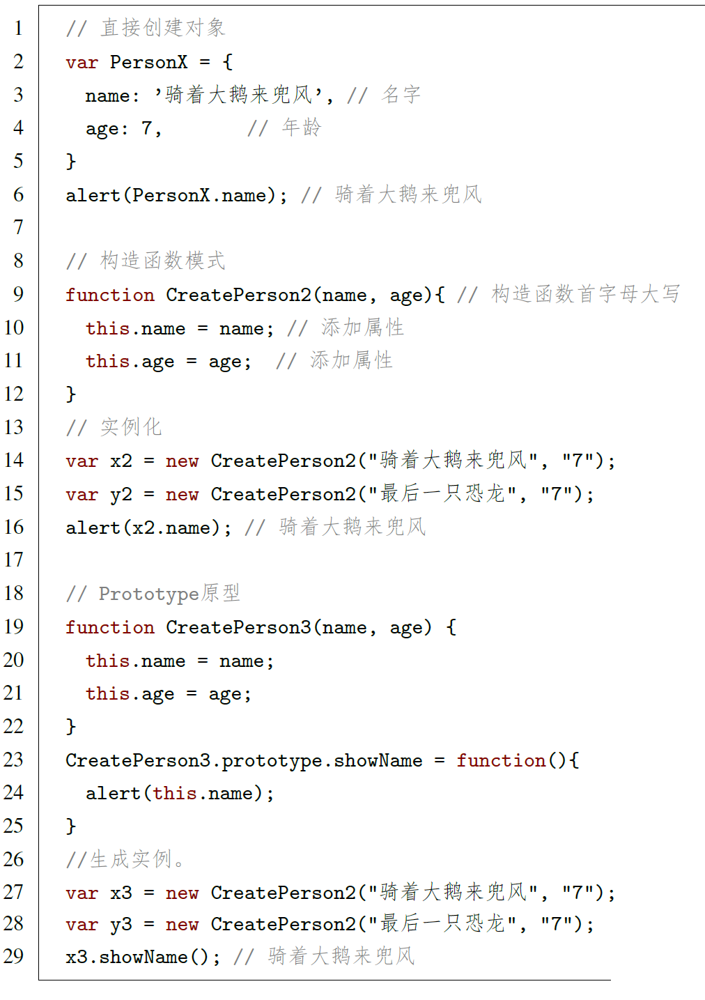 1 // 直接创建对象
2 var PersonX = {
3 name: ’骑着大鹅来兜风’, // 名字
4 age: 7, // 年龄
5 }
6 alert(PersonX.name); // 骑着大鹅来兜风
7
8 // 构造函数模式
9 function CreatePerson2(name, age){ // 构造函数首字母大写
10 this.name = name; // 添加属性
11 this.age = age; // 添加属性
12 }
13 // 实例化
14 var x2 = new CreatePerson2("骑着大鹅来兜风", "7");
15 var y2 = new CreatePerson2("最后一只恐龙", "7");
16 alert(x2.name); // 骑着大鹅来兜风
17
18 // Prototype原型
19 function CreatePerson3(name, age) {
20 this.name = name;
21 this.age = age;
22 }
23 CreatePerson3.prototype.showName = function(){
24 alert(this.name);
25 }
26 //生成实例。
27 var x3 = new CreatePerson2("骑着大鹅来兜风", "7");
28 var y3 = new CreatePerson2("最后一只恐龙", "7");
29 x3.showName(); // 骑着大鹅来兜风